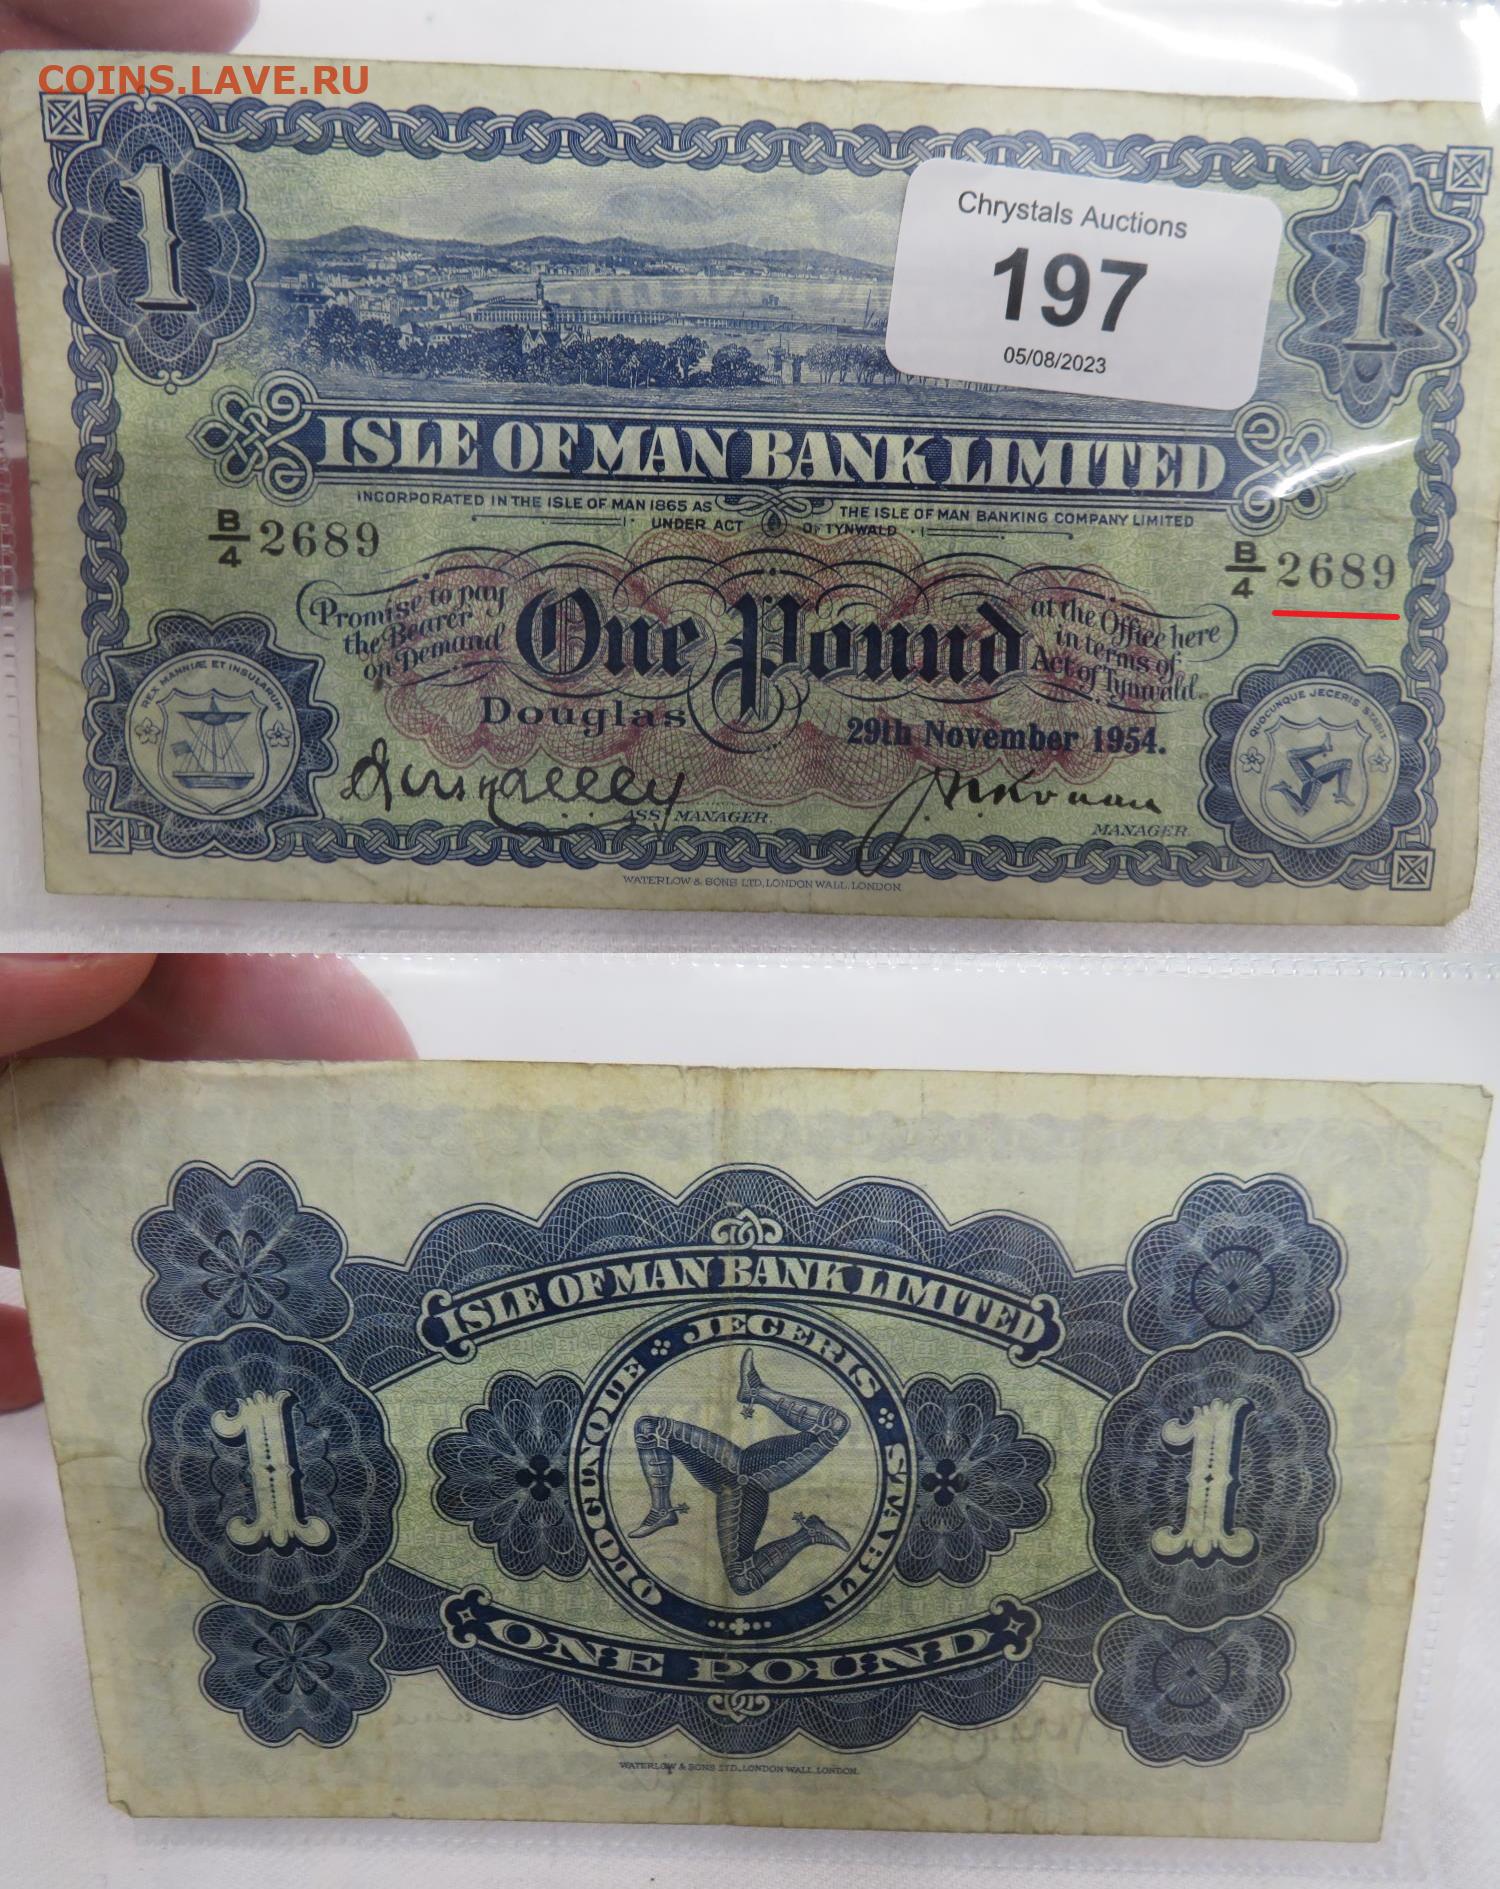 COINS.LAVE.RU
1
1
Chrystals Auctions
197
05/08/2023
ISLE OF MAN BANK LIMITED
INCORPORATED IN THE ISLE OF MAN 1865 AS THE ISLE OF MAN BANKING COMPANY LIMITED
UNDER ACT OF TYNWALD
B/4 2689
B/4 2689
Promise to pay
the Bearer
on Demand
One Pound
at the Office here
in terms of
Act of Tynwald.
Douglas
29th November 1954.
REX MANNIÆ ET INSULARUM
QUOCUNQUE JECERIS STABIT
ASST MANAGER.
MANAGER.
WATERLOW & SONS LTD, LONDON WALL, LONDON.
ISLE OF MAN BANK LIMITED
QUOCUNQUE JECERIS STABIT
1
1
ONE POUND
WATERLOW & SONS LTD., LONDON WALL, LONDON.